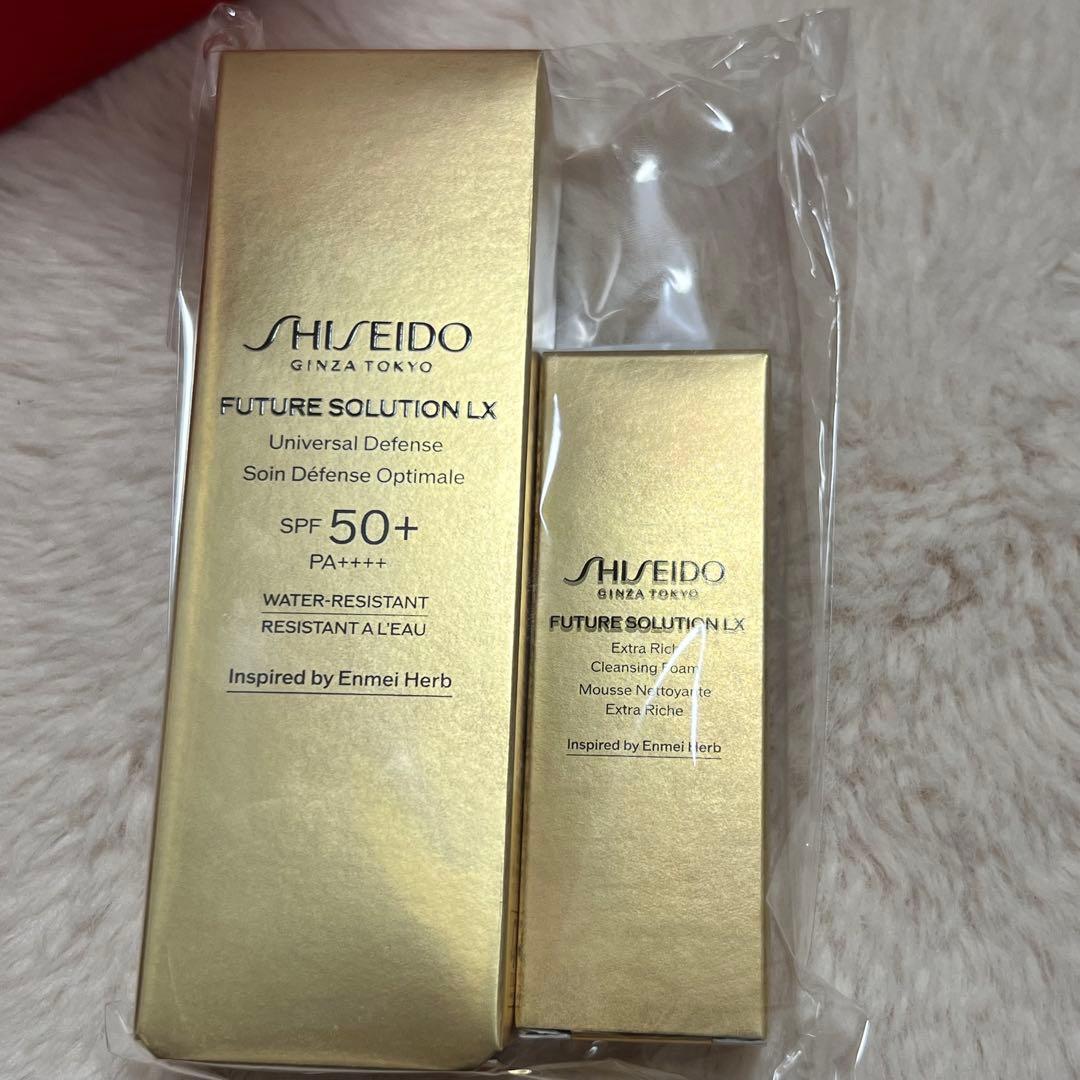 SHISEIDO
GINZA TOKYO
FUTURE SOLUTION LX
Universal Defense
Soin Défense Optimale
SPF 50+
PA++++
WATER-RESISTANT
RESISTANT A L'EAU
Inspired by Enmei Herb
SHISEIDO
GINZA TOKYO
FUTURE SOLUTION LX
Extra Rich
Cleansing Foam
Mousse Nettoyante
Extra Riche
Inspired by Enmei Herb